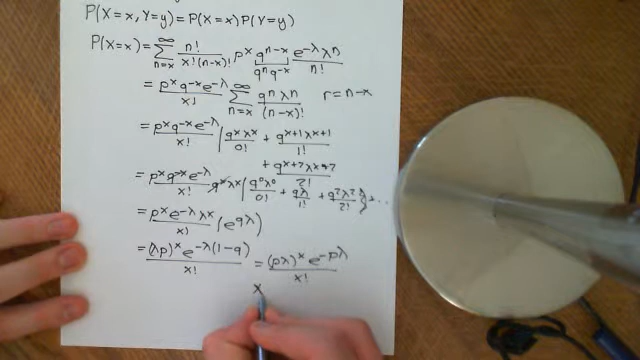 P(X=x, Y=y) = P(X=x) P(Y=y)
P(X=x) = ∑_{n=x}^{∞} n!/(x!(n-x)!) p^x q^{n-x} e^{-λ}λ^n/n!
q^n q^{-x}
= p^x q^{-x} e^{-λ}/x! ∑_{n=x}^{∞} q^n λ^n/(n-x)! r=n-x
= p^x q^{-x} e^{-λ}/x! ( q^x λ^x/0! + q^{x+1} λ^{x+1}/1!
+ q^{x+2} λ^{x+2}/2!
= p^x q^{-x} e^{-λ}/x! q^x λ^x ( q^0 λ^0/0! + qλ/1! + q^2 λ^2/2! + ...
= p^x e^{-λ} λ^x/x! (e^{qλ})
= (λp)^x e^{-λ(1-q)}/x! = (pλ)^x e^{-pλ}/x!
X